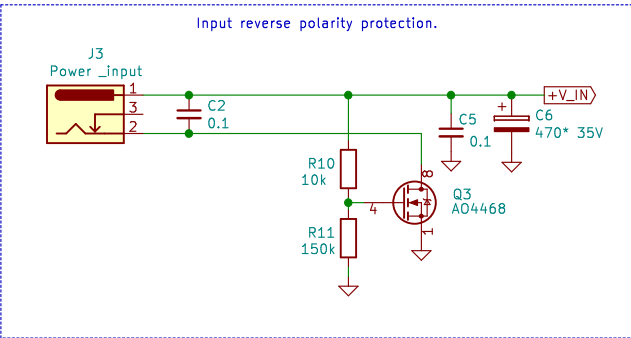 Input reverse polarity protection.
J3
Power _input
1
3
2
C2
0.1
+V_IN
C5
0.1
+
C6
470* 35V
R10
10k
8
4
Q3
AO4468
1
R11
150k